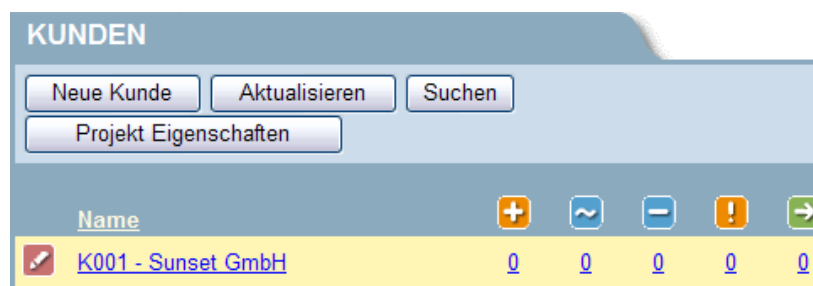 KUNDEN
Neue Kunde Aktualisieren Suchen
Projekt Eigenschaften
Name
K001 - Sunset GmbH 0 0 0 0 0